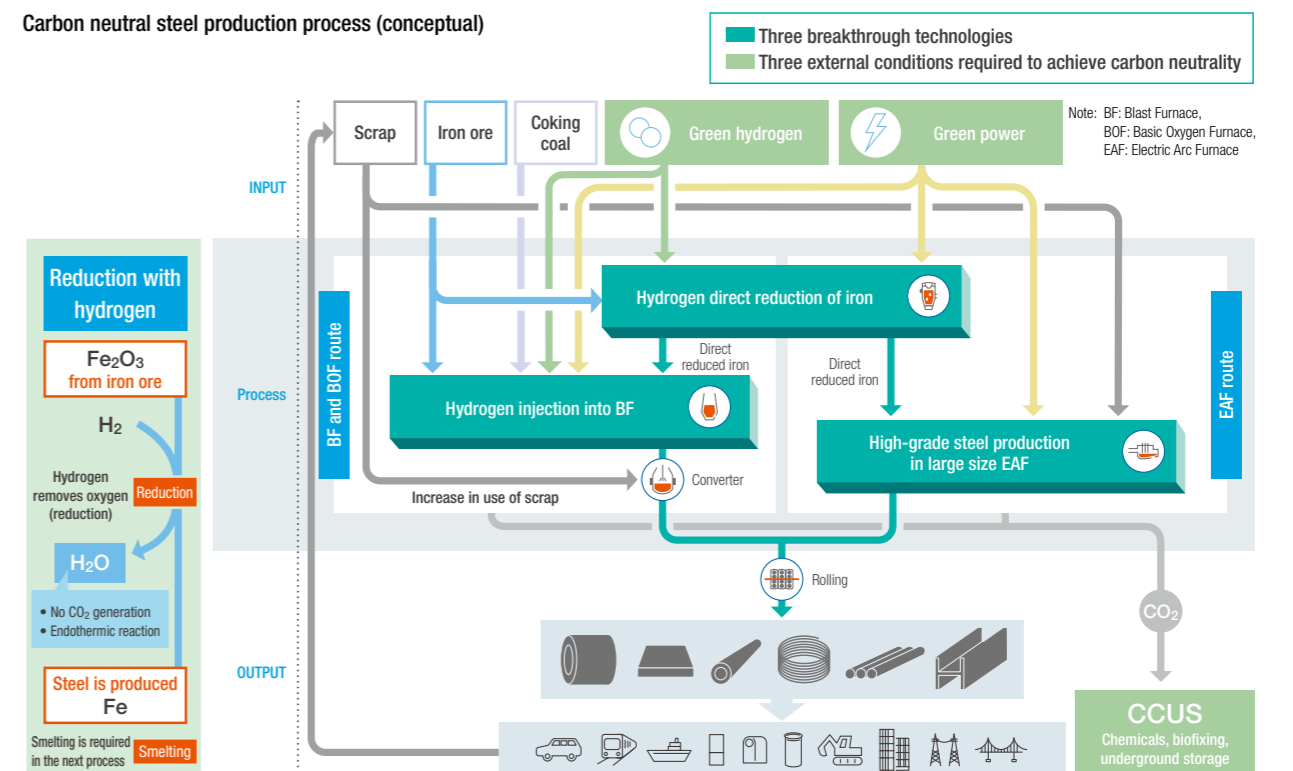 Carbon neutral steel production process (conceptual)
Three breakthrough technologies
Three external conditions required to achieve carbon neutrality
Scrap
Iron ore
Coking
coal
Green hydrogen
Green power
Note: BF: Blast Furnace,
BOF: Basic Oxygen Furnace,
EAF: Electric Arc Furnace
INPUT
Reduction with
hydrogen
Fe₂O₃
from iron ore
H₂
Hydrogen
removes oxygen
(reduction)
Reduction
H₂O
• No CO₂ generation
• Endothermic reaction
Steel is produced
Fe
Smelting is required
in the next process
Smelting
Process
BF and BOF route
Hydrogen direct reduction of iron
Direct
reduced iron
Direct
reduced iron
Hydrogen injection into BF
High-grade steel production
in large size EAF
EAF route
Converter
Increase in use of scrap
Rolling
CO₂
OUTPUT
CCUS
Chemicals, biofixing,
underground storage